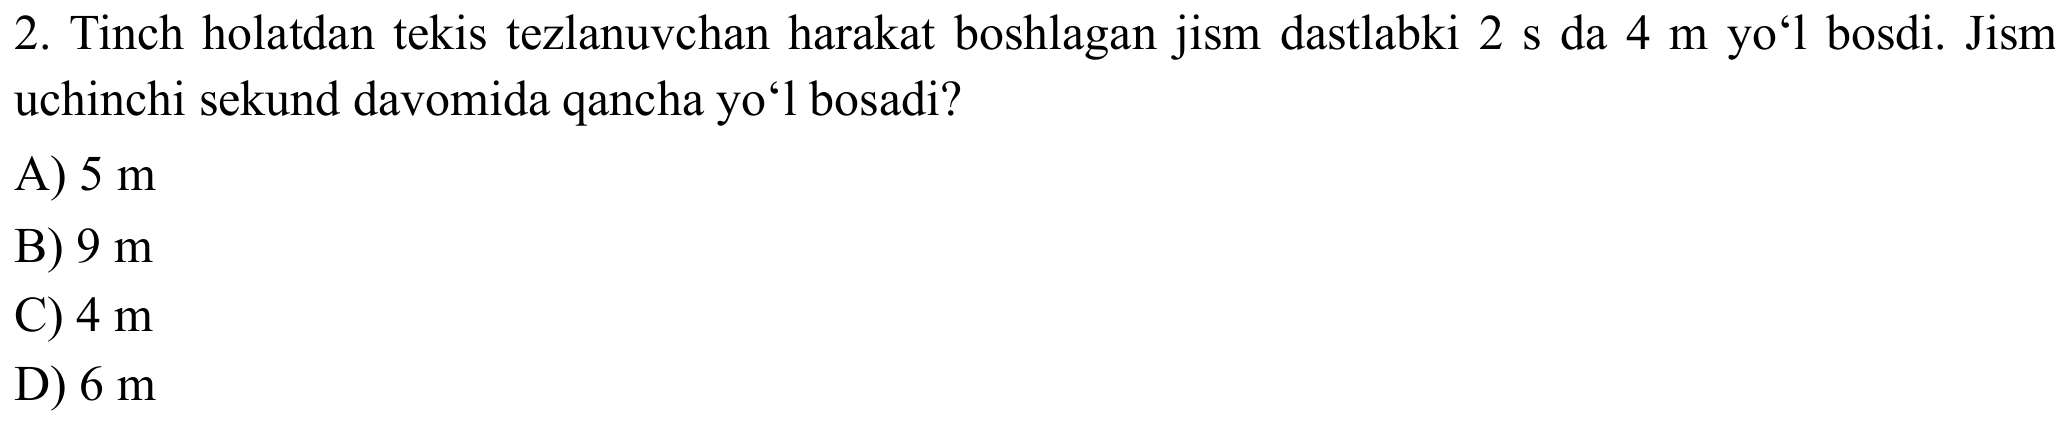 2. Tinch holatdan tekis tezlanuvchan harakat boshlagan jism dastlabki 2 s da 4 m yo‘l bosdi. Jism
uchinchi sekund davomida qancha yo‘l bosadi?
A) 5 m
B) 9 m
C) 4 m
D) 6 m